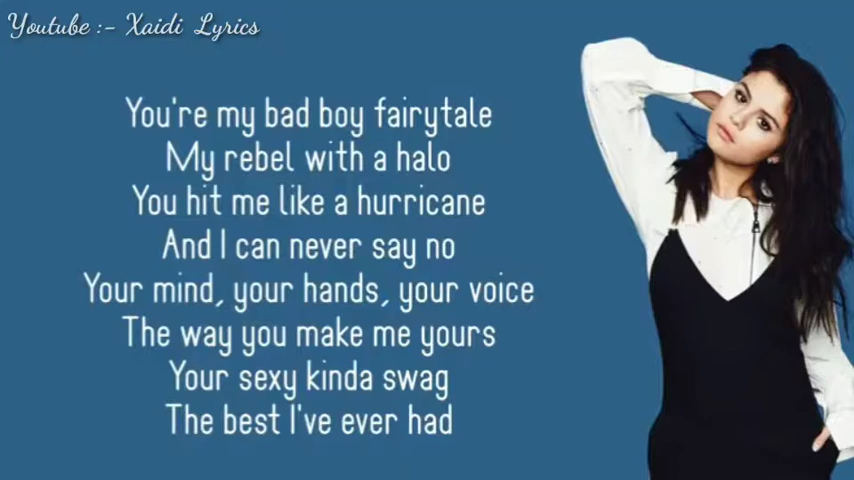 Youtube :- Xaidi Lyrics
You're my bad boy fairytale
My rebel with a halo
You hit me like a hurricane
And I can never say no
Your mind, your hands, your voice
The way you make me yours
Your sexy kinda swag
The best I've ever had